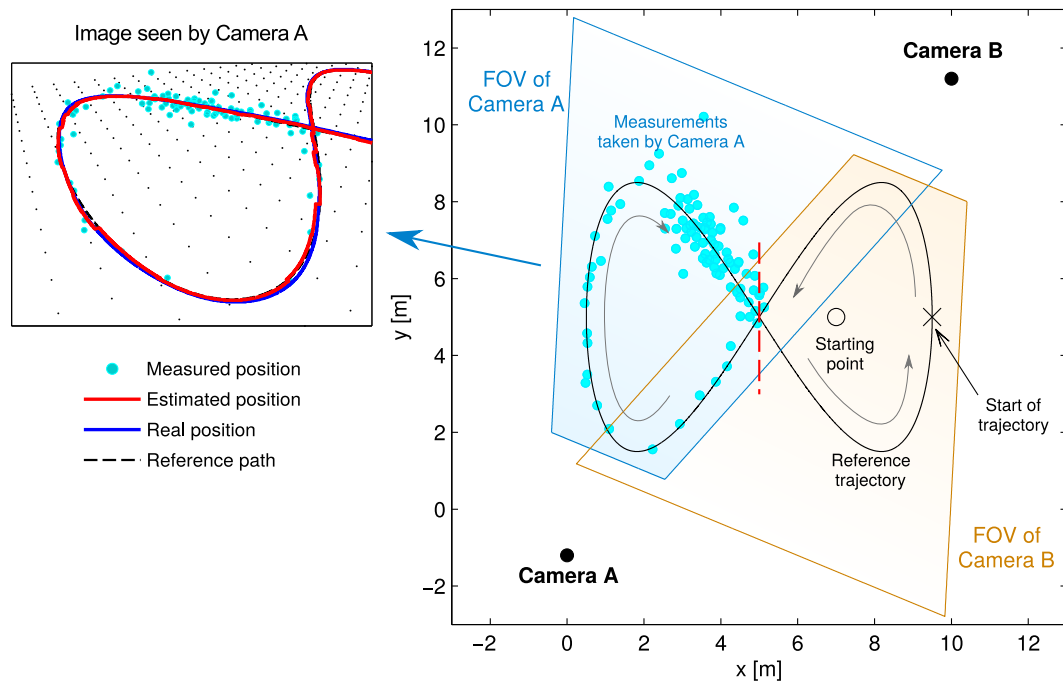 Image seen by Camera A
Measured position
Estimated position
Real position
Reference path
12
10
8
6
4
2
0
−2
y [m]
−2
0
2
4
6
8
10
12
x [m]
FOV of
Camera A
Measurements
taken by Camera A
Camera B
Starting
point
Start of
trajectory
Reference
trajectory
FOV of
Camera B
Camera A